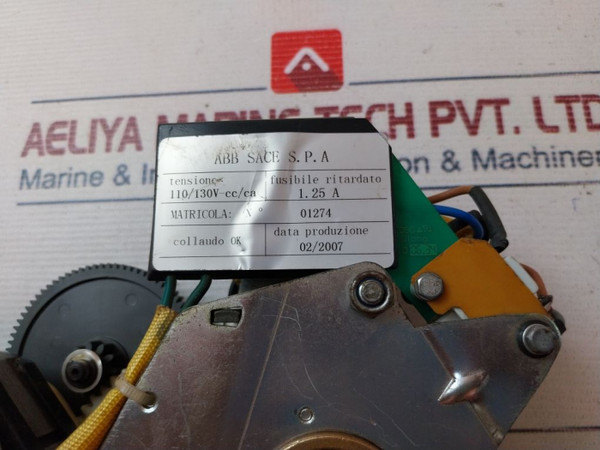 AELIYA MARINE TECH PVT. LTD
Marine & In
on & Machiner
ABB SACE S.P.A
tensione fusibile ritardato
110/130V cc/ca 1.25 A
MATRICOLA: N° 01274
collaudo OK data produzione
02/2007